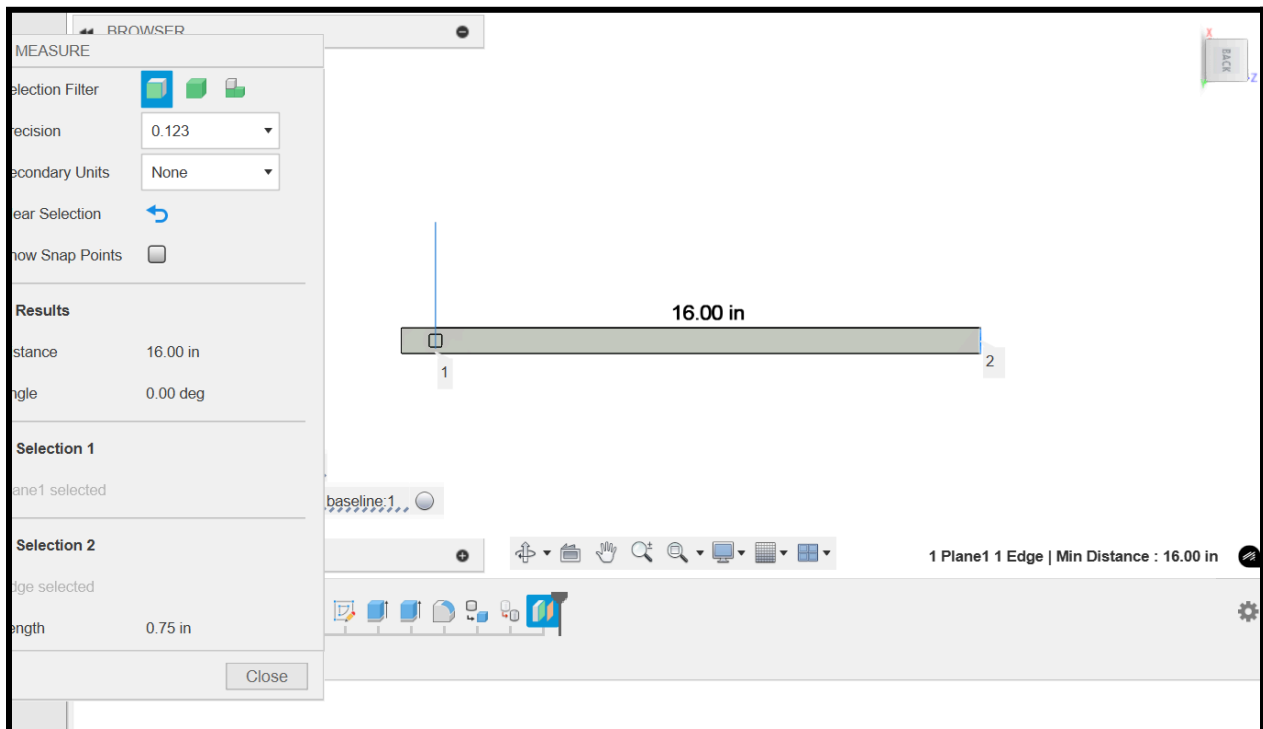 BROWSER
MEASURE
election Filter
recision 0.123
econdary Units None
ear Selection
how Snap Points
Results
istance 16.00 in
ngle 0.00 deg
Selection 1
ane1 selected
Selection 2
dge selected
ength 0.75 in
Close
16.00 in
1
2
X
BACK
Z
baseline:1
1 Plane1 1 Edge | Min Distance : 16.00 in